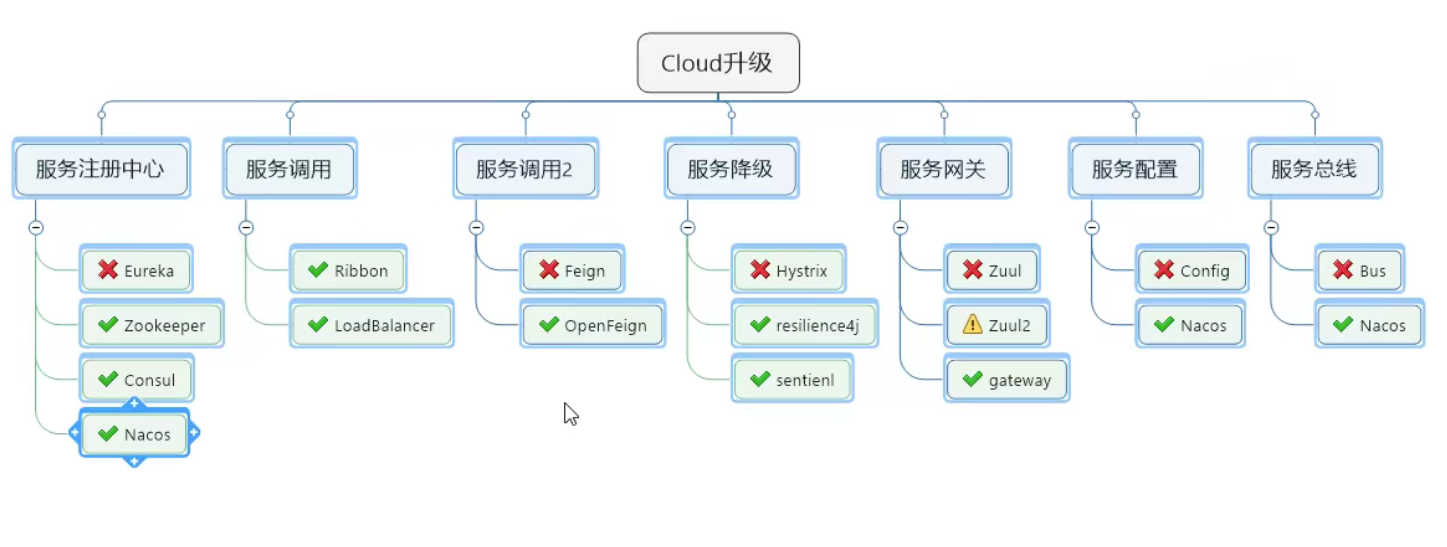 Cloud升级
服务注册中心
Eureka
Zookeeper
Consul
Nacos
服务调用
Ribbon
LoadBalancer
服务调用2
Feign
OpenFeign
服务降级
Hystrix
resilience4j
sentienl
服务网关
Zuul
Zuul2
gateway
服务配置
Config
Nacos
服务总线
Bus
Nacos